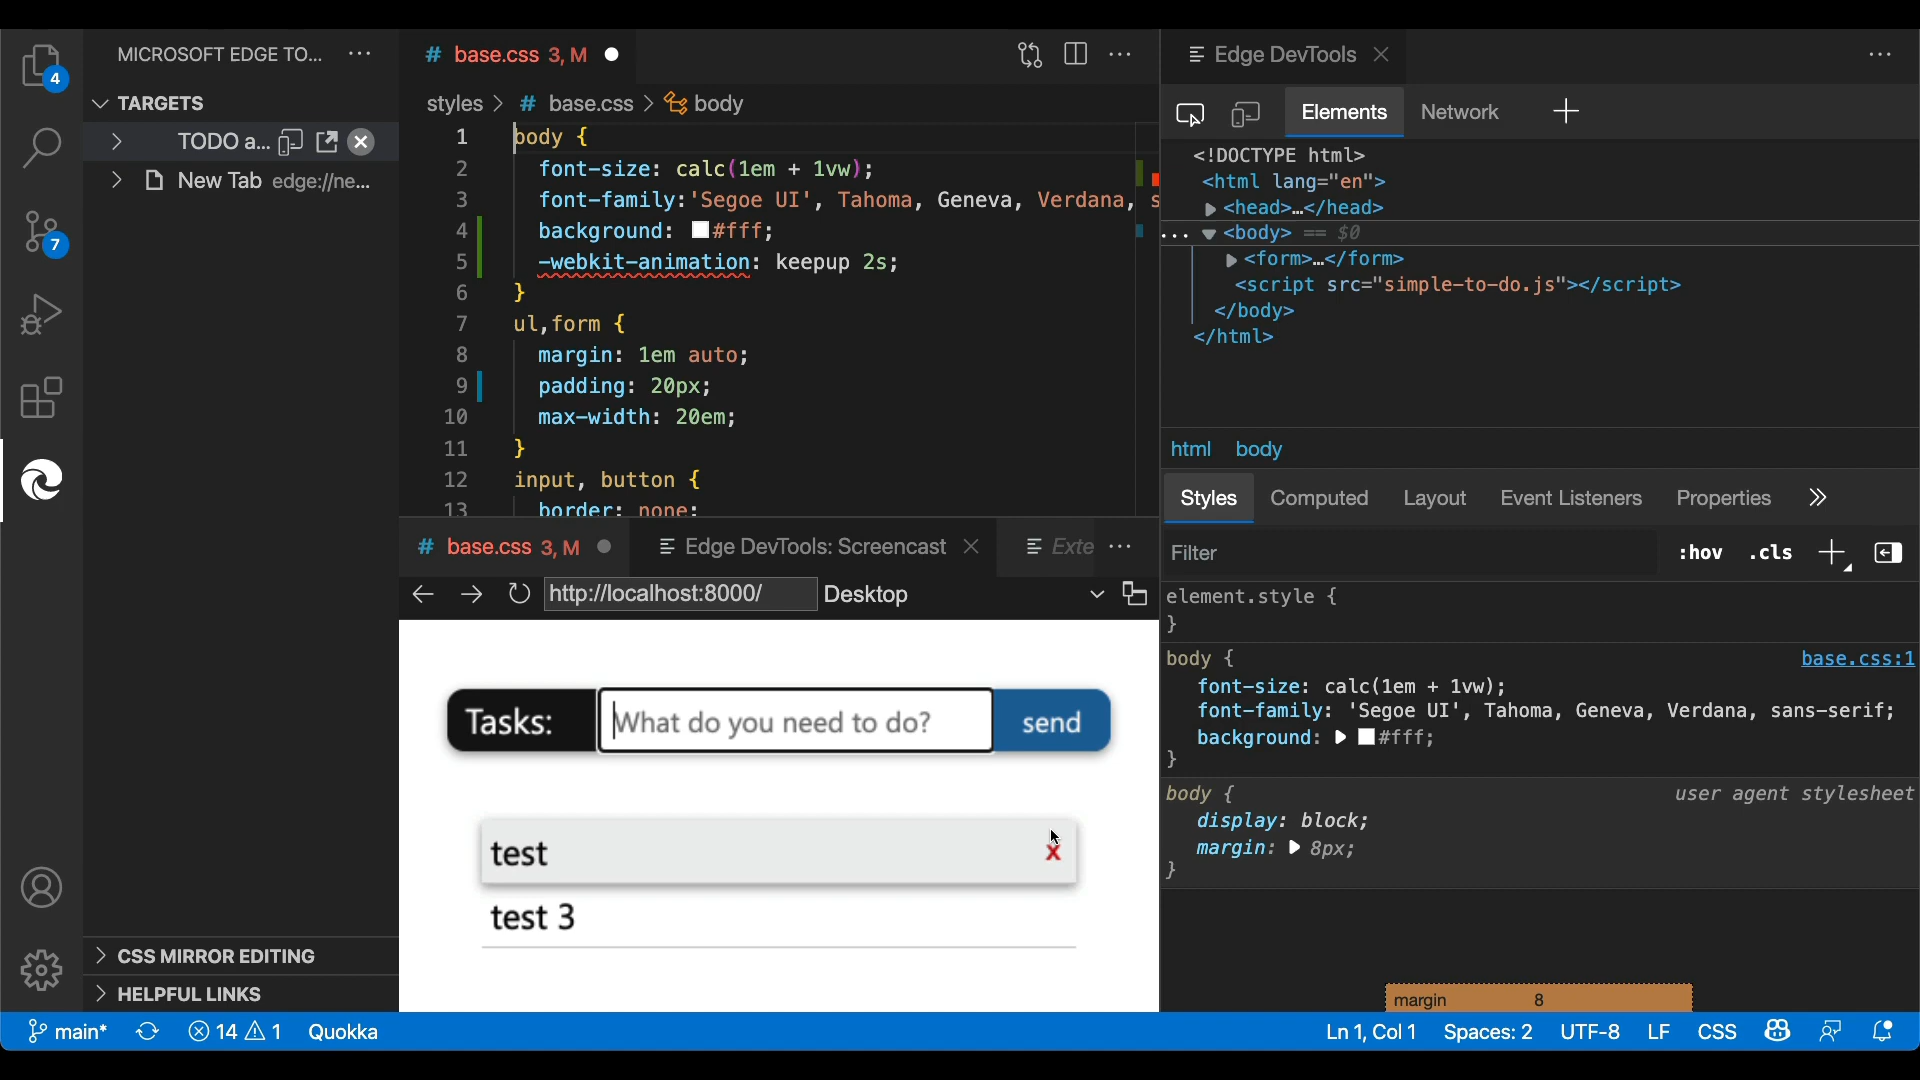 MICROSOFT EDGE TO... ...
4
TARGETS
TODO a...
New Tab edge://ne...
7
CSS MIRROR EDITING
HELPFUL LINKS
# base.css 3, M
styles > # base.css > body
1 body {
2 font-size: calc(1em + 1vw);
3 font-family:'Segoe UI', Tahoma, Geneva, Verdana, s
4 background: #fff;
5 -webkit-animation: keepup 2s;
6 }
7 ul,form {
8 margin: 1em auto;
9 padding: 20px;
10 max-width: 20em;
11 }
12 input, button {
13 border: none;
# base.css 3, M Edge DevTools: Screencast Exte ...
http://localhost:8000/ Desktop
Tasks: What do you need to do? send
test x
test 3
Edge DevTools
Elements Network
<!DOCTYPE html>
<html lang="en">
<head>…</head>
... <body> == $0
<form>…</form>
<script src="simple-to-do.js"></script>
</body>
</html>
html body
Styles Computed Layout Event Listeners Properties
Filter :hov .cls
element.style {
}
body { base.css:1
font-size: calc(1em + 1vw);
font-family: 'Segoe UI', Tahoma, Geneva, Verdana, sans-serif;
background: #fff;
}
body { user agent stylesheet
display: block;
margin: 8px;
}
margin 8
main* 14 1 Quokka Ln 1, Col 1 Spaces: 2 UTF-8 LF CSS